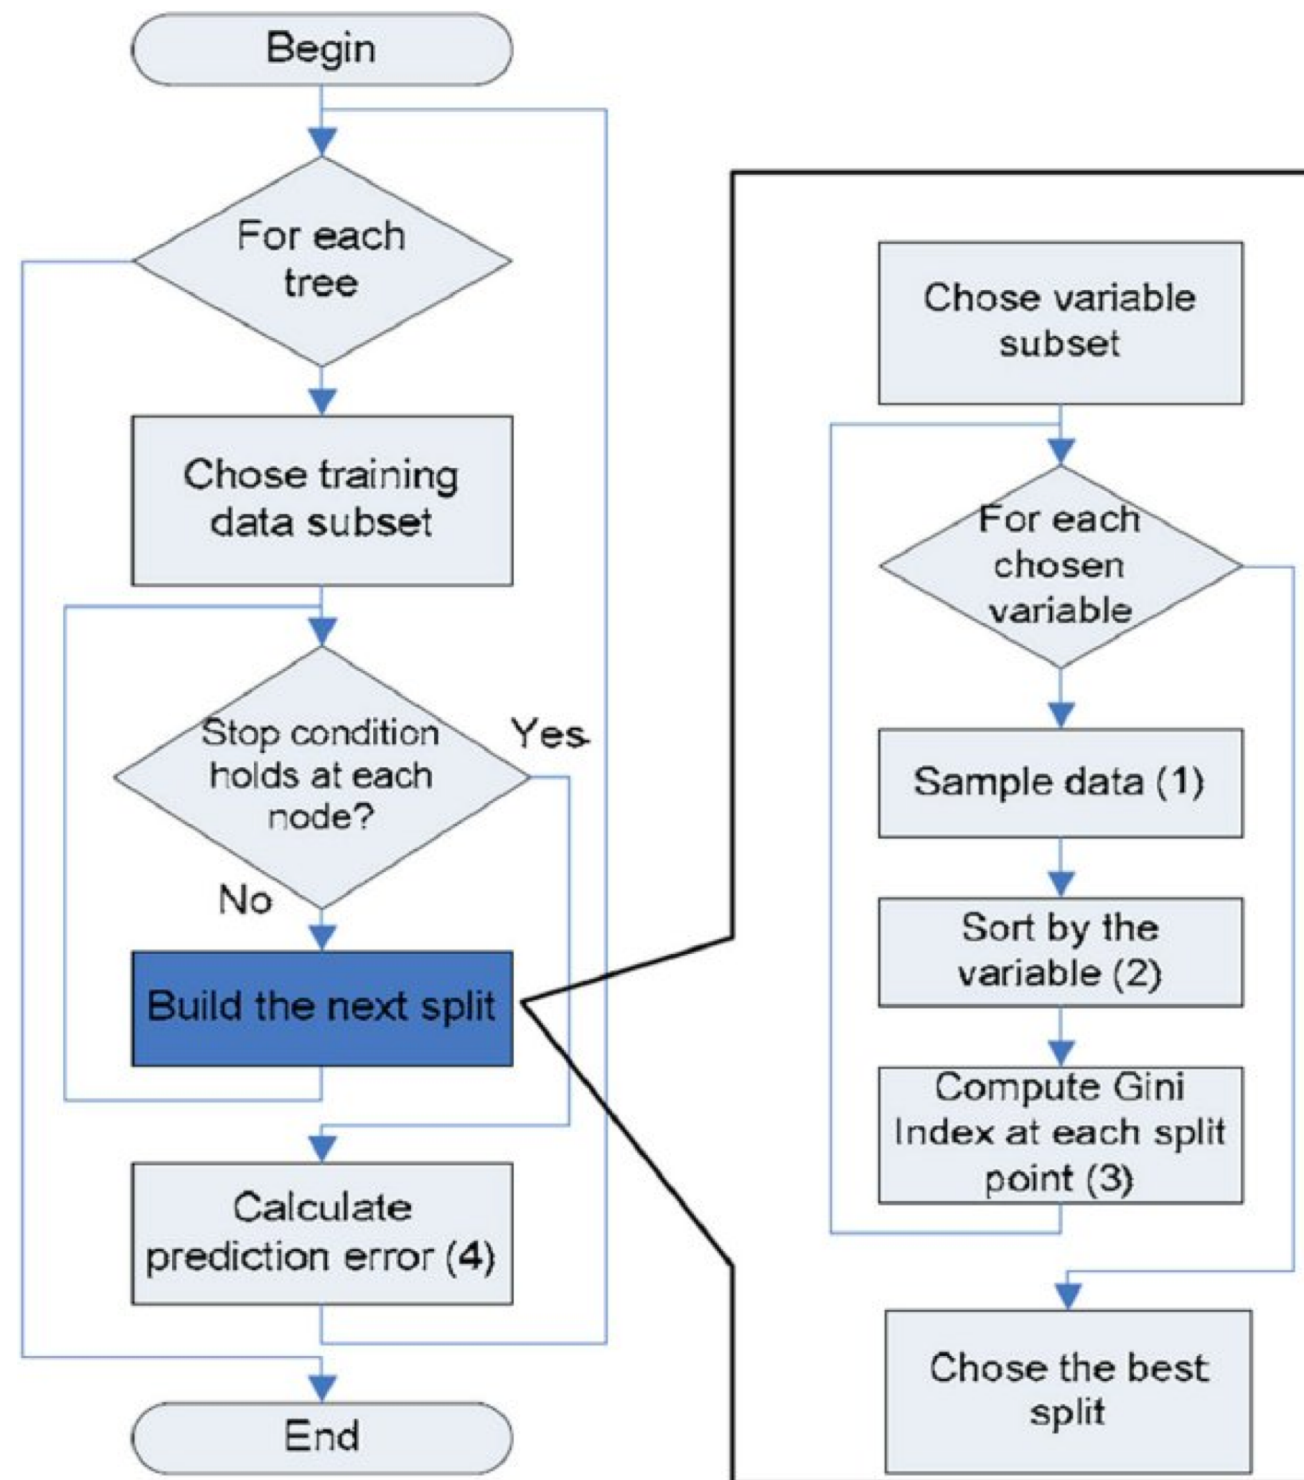 Begin
For each
tree
Chose training
data subset
Stop condition
holds at each
node?
Yes
No
Build the next split
Calculate
prediction error (4)
End
Chose variable
subset
For each
chosen
variable
Sample data (1)
Sort by the
variable (2)
Compute Gini
Index at each split
point (3)
Chose the best
split